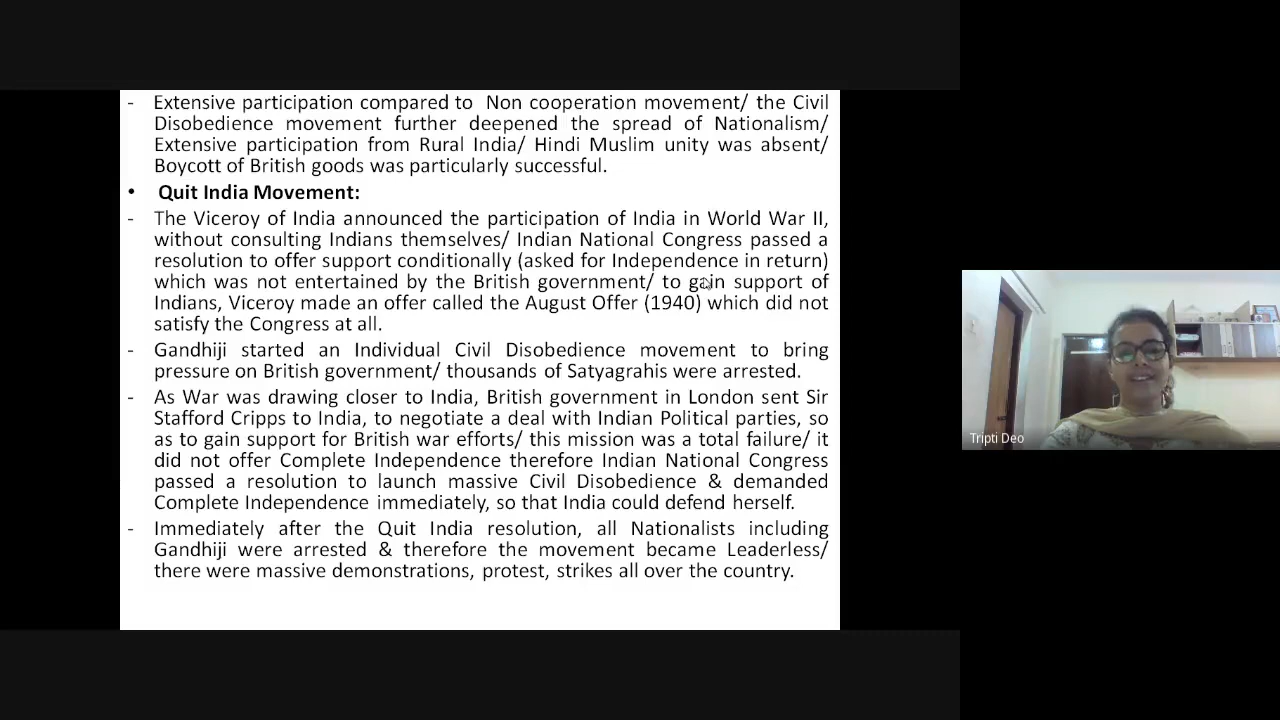 - Extensive participation compared to Non cooperation movement/ the Civil
Disobedience movement further deepened the spread of Nationalism/
Extensive participation from Rural India/ Hindi Muslim unity was absent/
Boycott of British goods was particularly successful.
• Quit India Movement:
- The Viceroy of India announced the participation of India in World War II,
without consulting Indians themselves/ Indian National Congress passed a
resolution to offer support conditionally (asked for Independence in return)
which was not entertained by the British government/ to gain support of
Indians, Viceroy made an offer called the August Offer (1940) which did not
satisfy the Congress at all.
- Gandhiji started an Individual Civil Disobedience movement to bring
pressure on British government/ thousands of Satyagrahis were arrested.
- As War was drawing closer to India, British government in London sent Sir
Stafford Cripps to India, to negotiate a deal with Indian Political parties, so
as to gain support for British war efforts/ this mission was a total failure/ it
did not offer Complete Independence therefore Indian National Congress
passed a resolution to launch massive Civil Disobedience & demanded
Complete Independence immediately, so that India could defend herself.
- Immediately after the Quit India resolution, all Nationalists including
Gandhiji were arrested & therefore the movement became Leaderless/
there were massive demonstrations, protest, strikes all over the country.
Tripti Deo